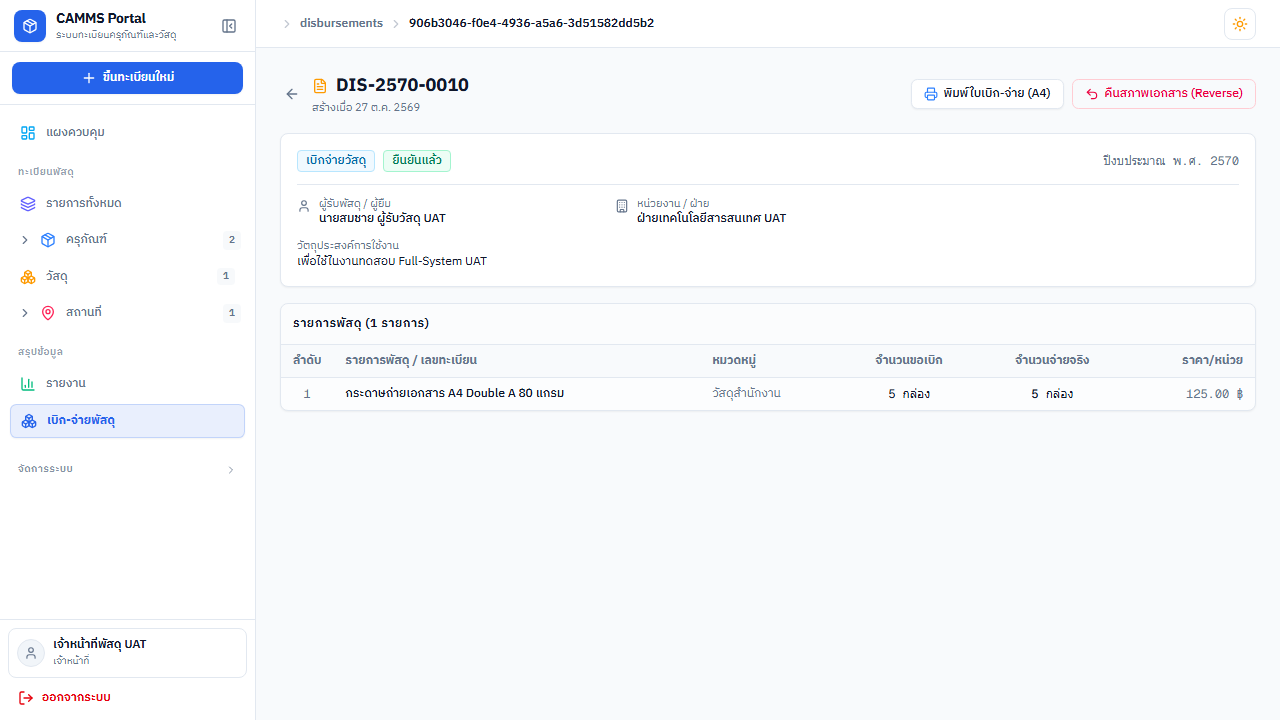 CAMMS Portal
ระบบทะเบียนครุภัณฑ์และวัสดุ
ขึ้นทะเบียนใหม่
แผงควบคุม
ทะเบียนพัสดุ
รายการทั้งหมด
ครุภัณฑ์ 2
วัสดุ 1
สถานที่ 1
สรุปข้อมูล
รายงาน
เบิก-จ่ายพัสดุ
จัดการระบบ
เจ้าหน้าที่พัสดุ UAT
เจ้าหน้าที่
ออกจากระบบ
disbursements 906b3046-f0e4-4936-a5a6-3d51582dd5b2
DIS-2570-0010
สร้างเมื่อ 27 ต.ค. 2569
พิมพ์ใบเบิก-จ่าย (A4)
คืนสภาพเอกสาร (Reverse)
เบิกจ่ายวัสดุ ยืนยันแล้ว ปีงบประมาณ พ.ศ. 2570
ผู้รับพัสดุ / ผู้ยืม
นายสมชาย ผู้รับวัสดุ UAT
หน่วยงาน / ฝ่าย
ฝ่ายเทคโนโลยีสารสนเทศ UAT
วัตถุประสงค์การใช้งาน
เพื่อใช้ในงานทดสอบ Full-System UAT
รายการพัสดุ (1 รายการ)
ลำดับ รายการพัสดุ / เลขทะเบียน หมวดหมู่ จำนวนขอเบิก จำนวนจ่ายจริง ราคา/หน่วย
1 กระดาษถ่ายเอกสาร A4 Double A 80 แกรม วัสดุสำนักงาน 5 กล่อง 5 กล่อง 125.00 ฿